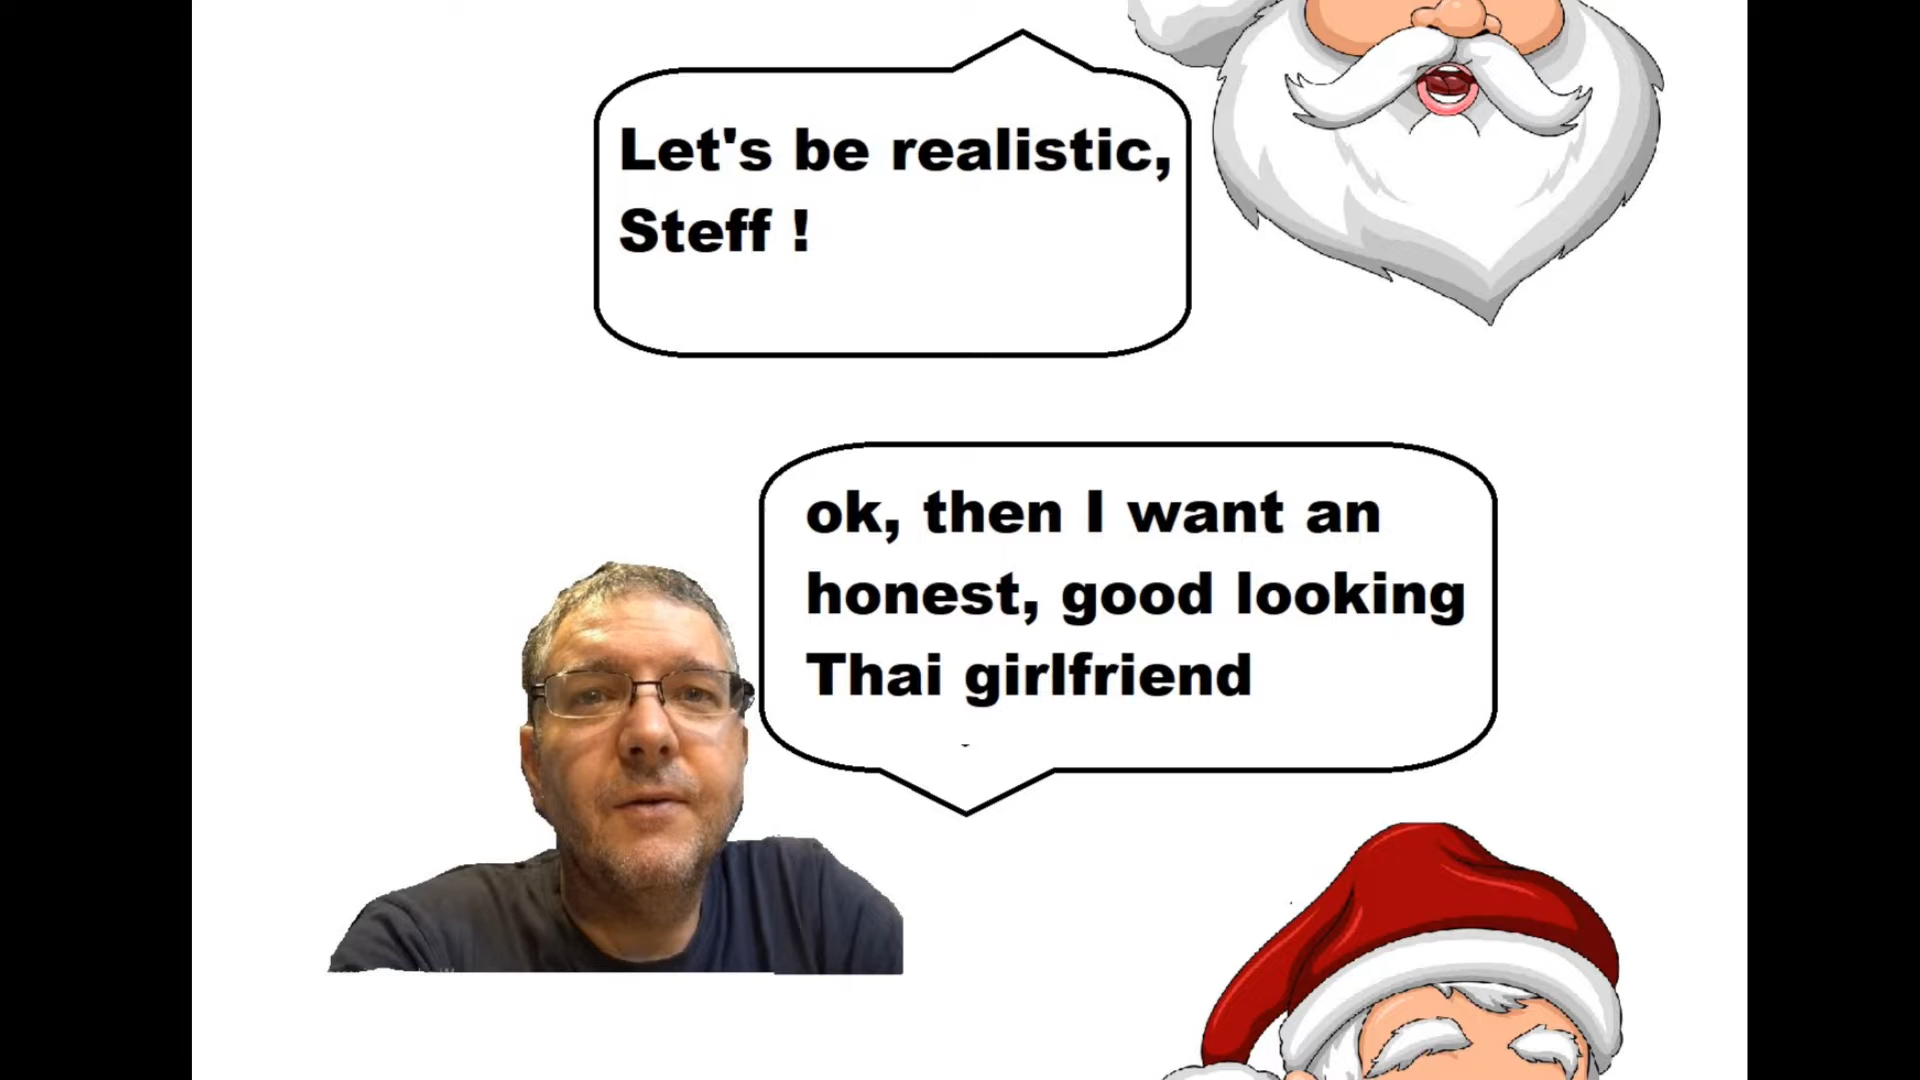 Let's be realistic,
Steff !
ok, then I want an
honest, good looking
Thai girlfriend